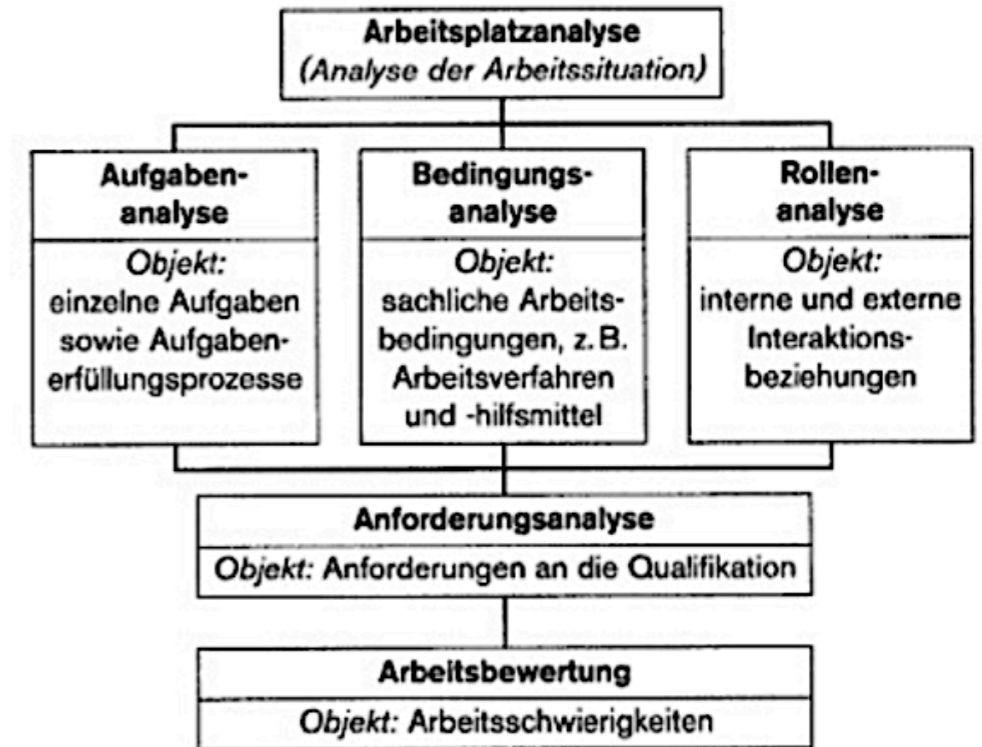 Arbeitsplatzanalyse
(Analyse der Arbeitssituation)
Aufgaben-
analyse
Objekt:
einzelne Aufgaben
sowie Aufgaben-
erfüllungsprozesse
Bedingungs-
analyse
Objekt:
sachliche Arbeits-
bedingungen, z.B.
Arbeitsverfahren
und -hilfsmittel
Rollen-
analyse
Objekt:
interne und externe
Interaktions-
beziehungen
Anforderungsanalyse
Objekt: Anforderungen an die Qualifikation
Arbeitsbewertung
Objekt: Arbeitsschwierigkeiten